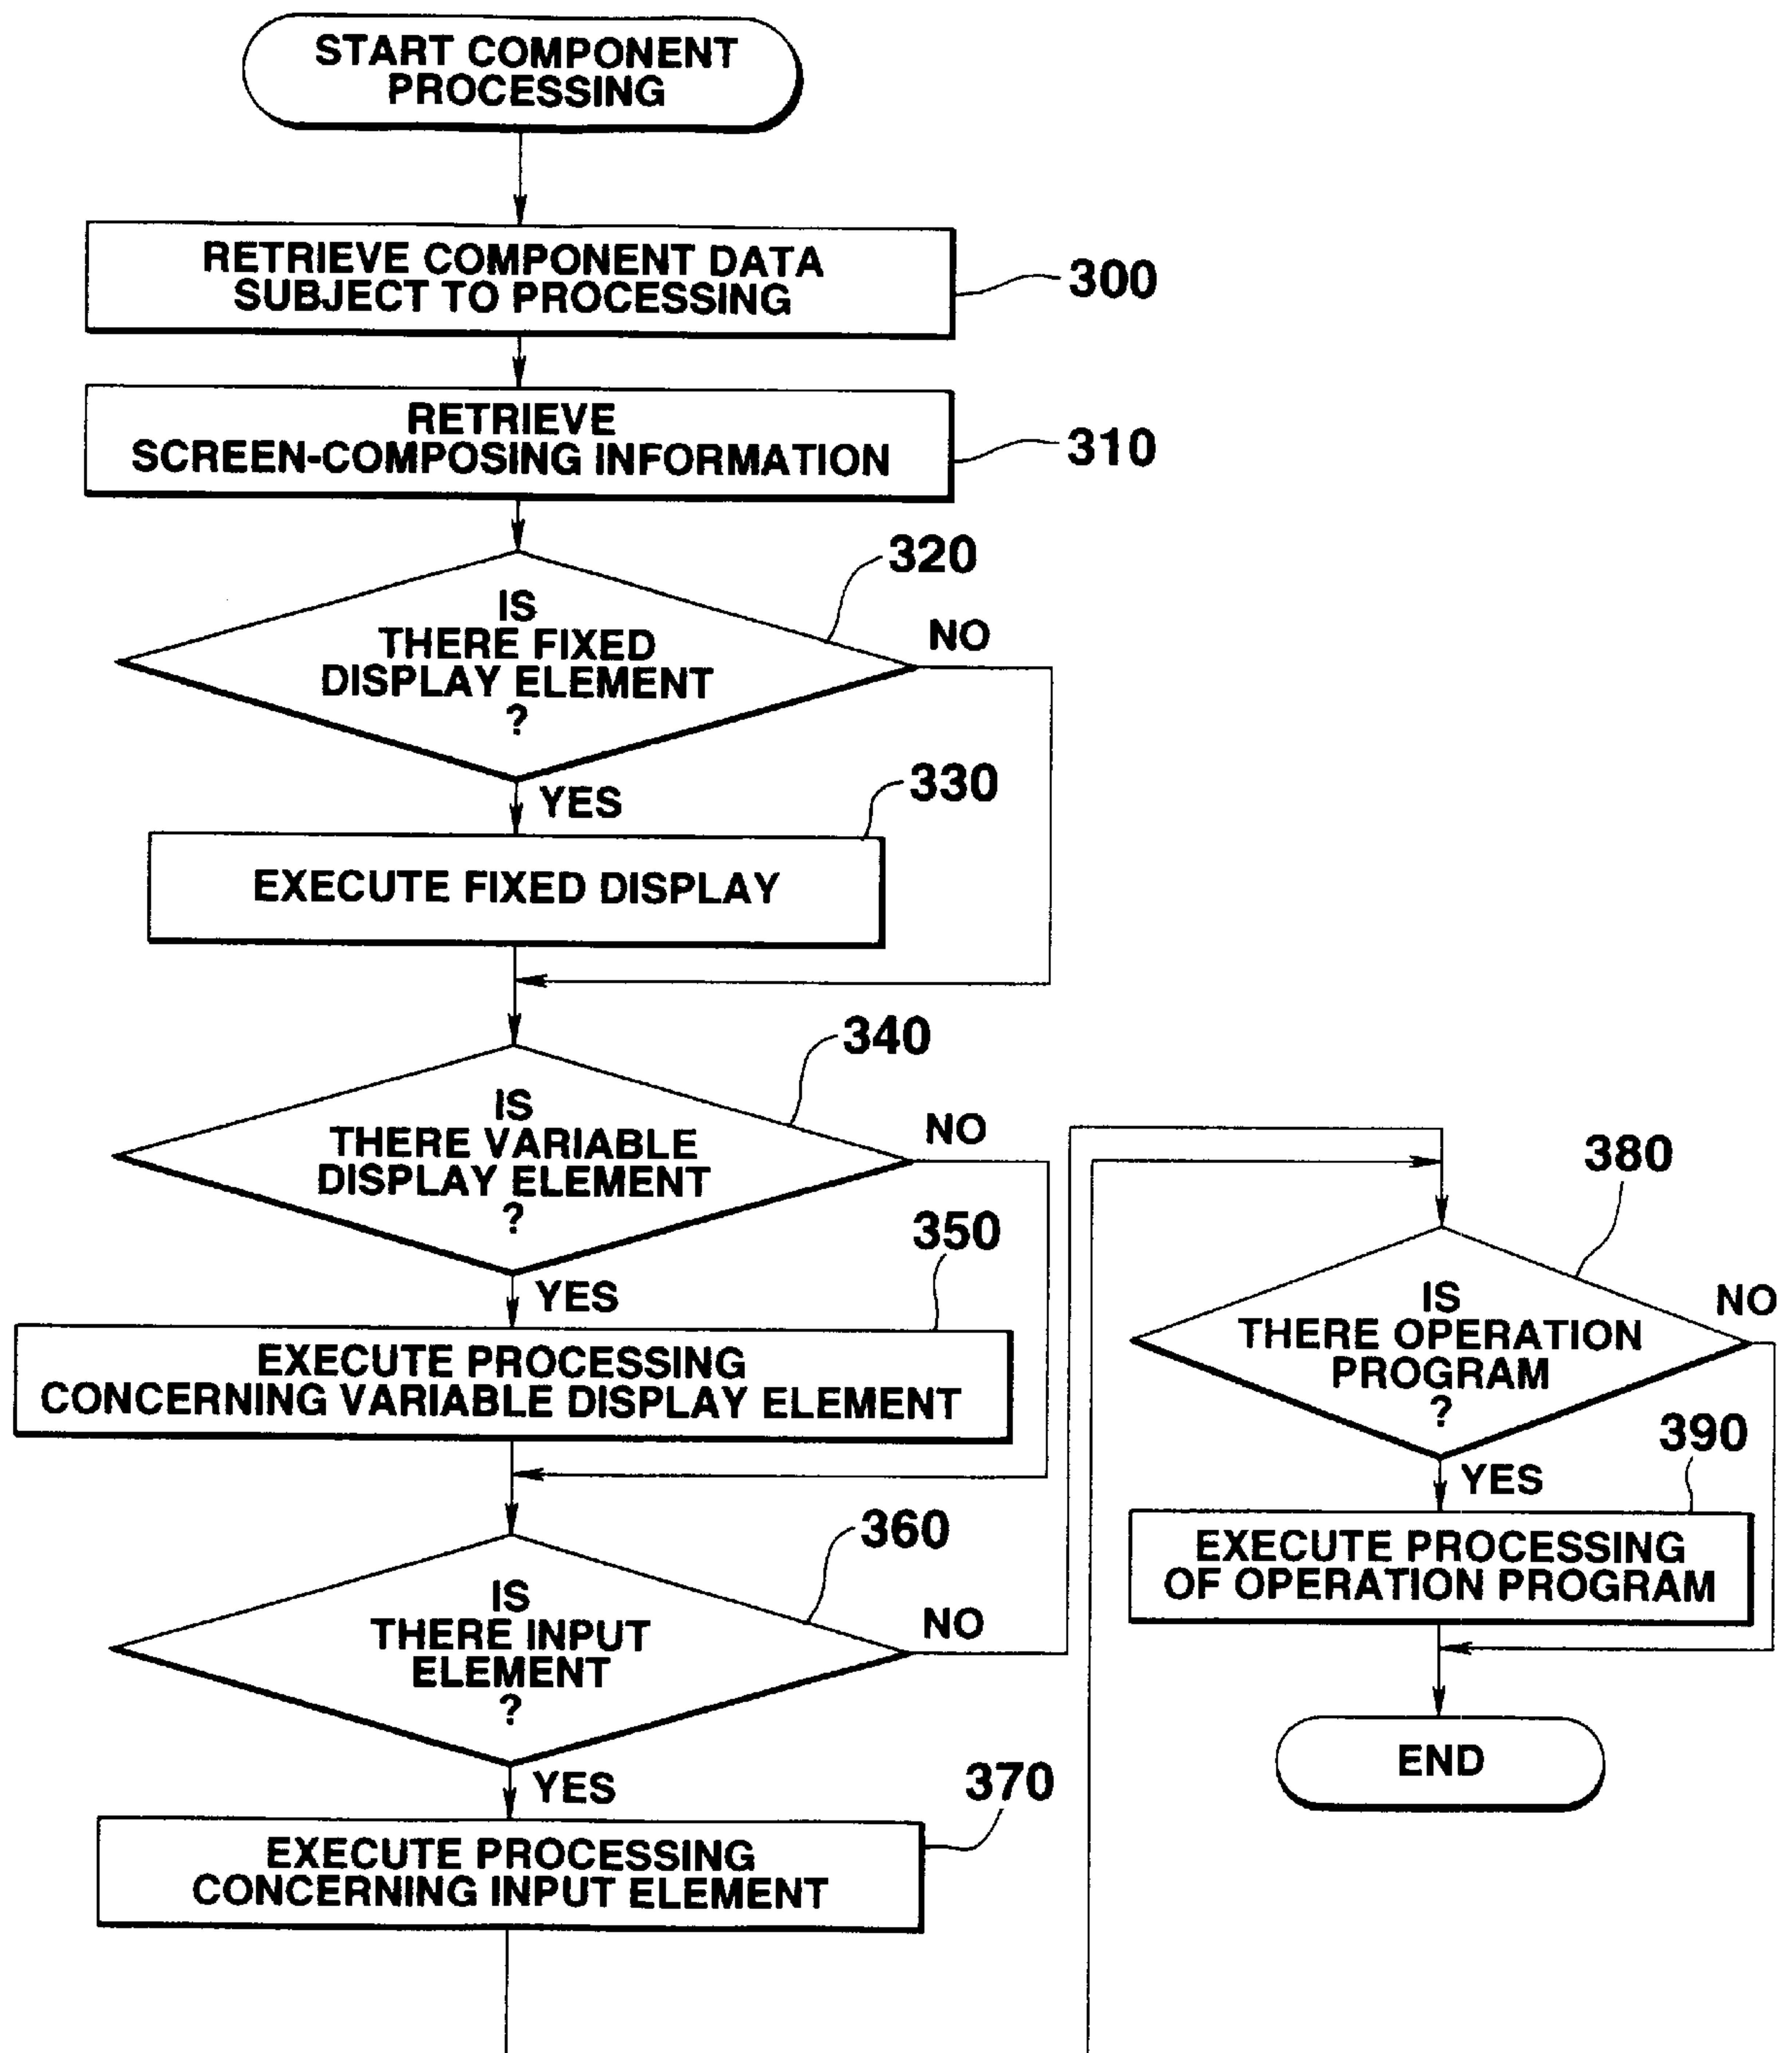 START COMPONENT
PROCESSING
RETRIEVE COMPONENT DATA
SUBJECT TO PROCESSING
300
RETRIEVE
SCREEN-COMPOSING INFORMATION
310
320
IS
THERE FIXED
DISPLAY ELEMENT
?
NO
YES
330
EXECUTE FIXED DISPLAY
340
IS
THERE VARIABLE
DISPLAY ELEMENT
?
NO
YES
350
EXECUTE PROCESSING
CONCERNING VARIABLE DISPLAY ELEMENT
360
IS
THERE INPUT
ELEMENT
?
NO
YES
370
EXECUTE PROCESSING
CONCERNING INPUT ELEMENT
380
IS
THERE OPERATION
PROGRAM
?
NO
YES
390
EXECUTE PROCESSING
OF OPERATION PROGRAM
END